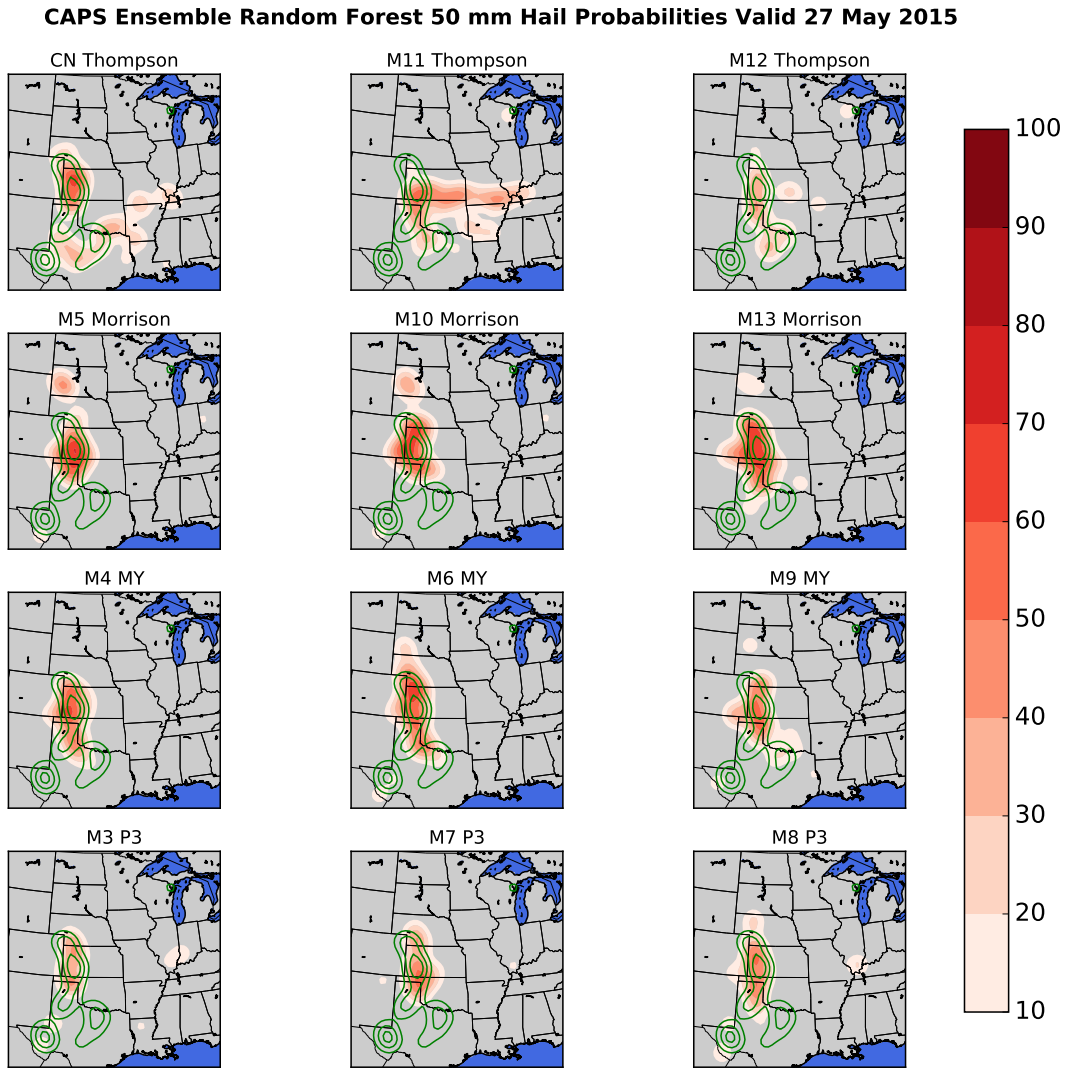 CAPS Ensemble Random Forest 50 mm Hail Probabilities Valid 27 May 2015
CN Thompson
M11 Thompson
M12 Thompson
M5 Morrison
M10 Morrison
M13 Morrison
M4 MY
M6 MY
M9 MY
M3 P3
M7 P3
M8 P3
100
90
80
70
60
50
40
30
20
10